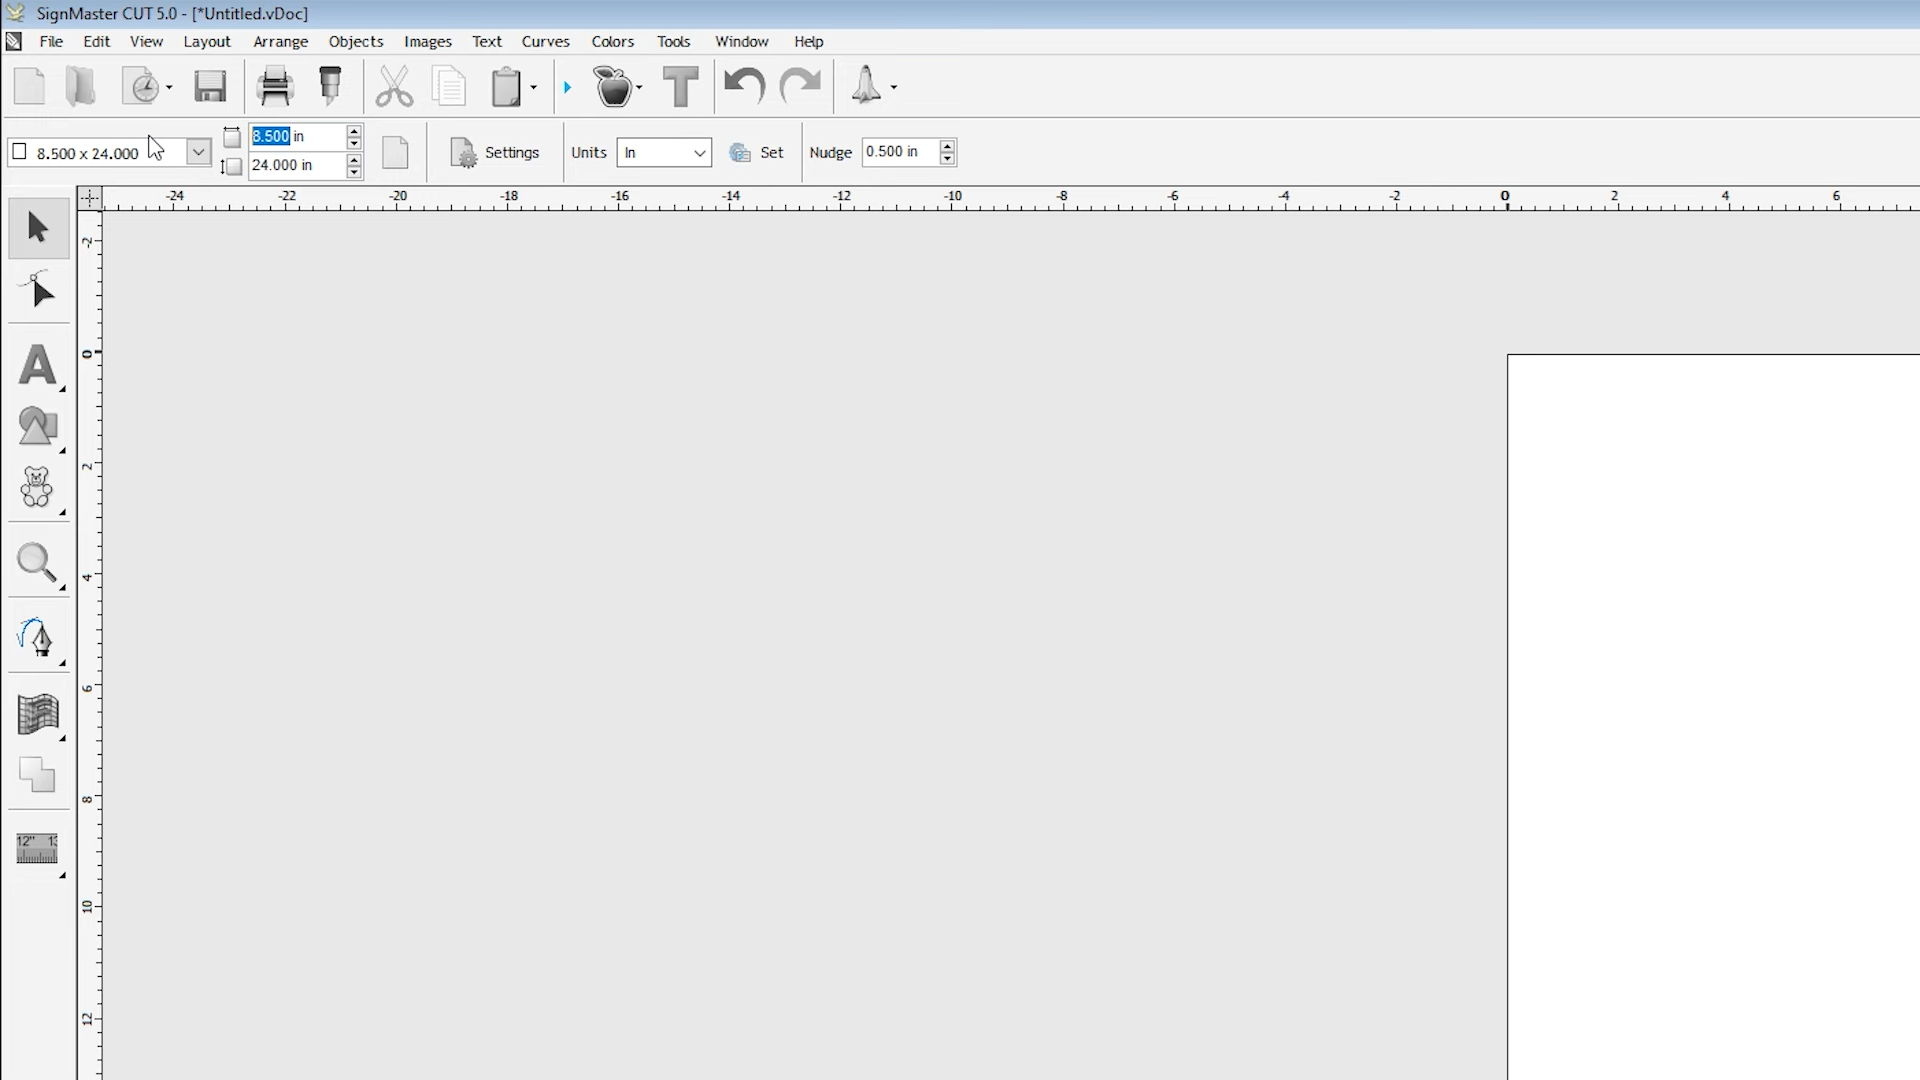 SignMaster CUT 5.0 - [*Untitled.vDoc]
File Edit View Layout Arrange Objects Images Text Curves Colors Tools Window Help
8.500 x 24.000
8.500 in
24.000 in
Settings
Units In
Set
Nudge 0.500 in
-24 -22 -20 -18 -16 -14 -12 -10 -8 -6 -4 -2 0 2 4 6
-2
0
2
4
6
8
10
12
A
12" 13